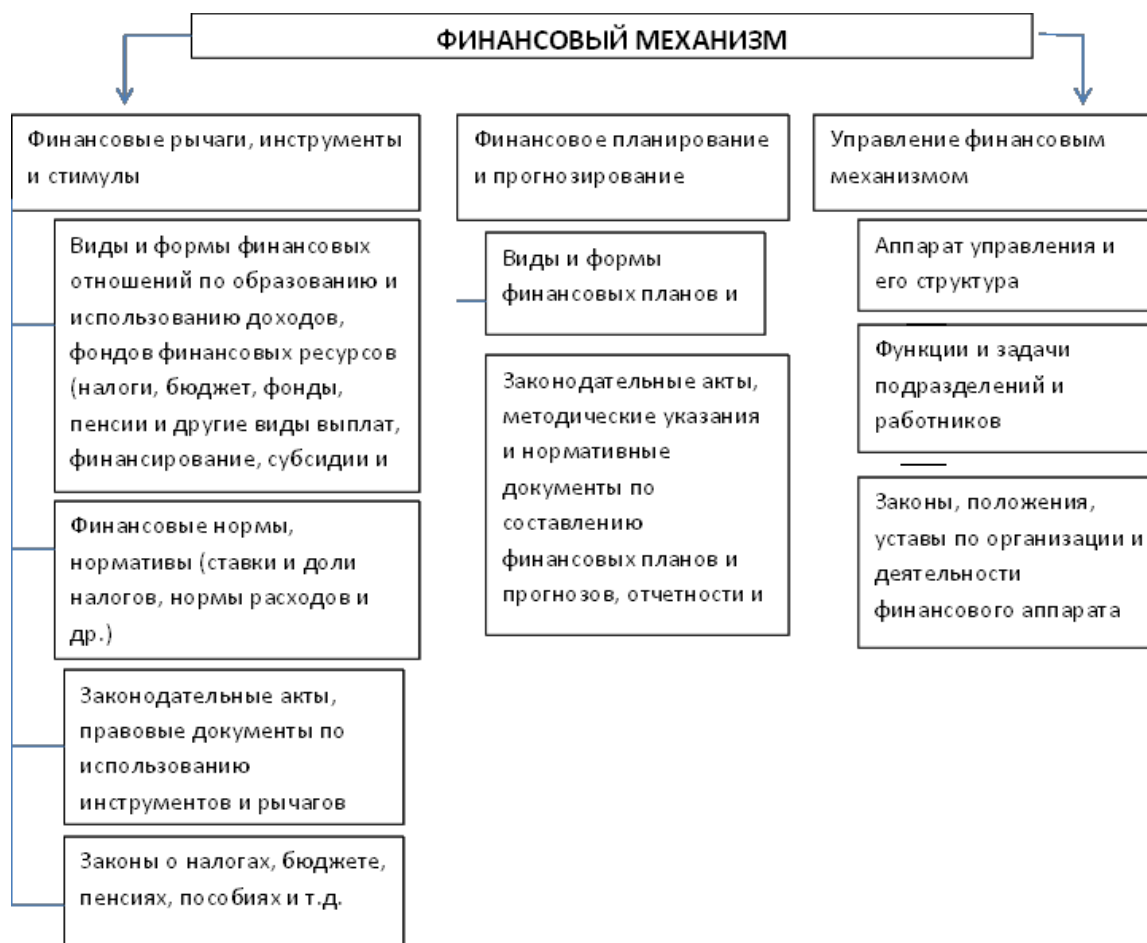 ФИНАНСОВЫЙ МЕХАНИЗМ
Финансовые рычаги, инструменты
и стимулы
Виды и формы финансовых
отношений по образованию и
использованию доходов,
фондов финансовых ресурсов
(налоги, бюджет, фонды,
пенсии и другие виды выплат,
финансирование, субсидии и
Финансовые нормы,
нормативы (ставки и доли
налогов, нормы расходов и
др.)
Законодательные акты,
правовые документы по
использованию
инструментов и рычагов
Законы о налогах, бюджете,
пенсиях, пособиях и т.д.
Финансовое планирование
и прогнозирование
Виды и формы
финансовых планов и
Законодательные акты,
методические указания
и нормативные
документы по
составлению
финансовых планов и
прогнозов, отчетности и
Управление финансовым
механизмом
Аппарат управления и
его структура
Функции и задачи
подразделений и
работников
Законы, положения,
уставы по организации и
деятельности
финансового аппарата